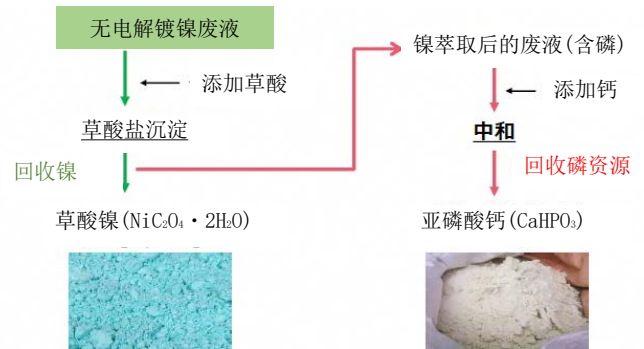 无电解镀镍废液
添加草酸
草酸盐沉淀
回收镍
草酸镍(NiC₂O₄・2H₂O)
镍萃取后的废液(含磷)
添加钙
中和
回收磷资源
亚磷酸钙(CaHPO₃)